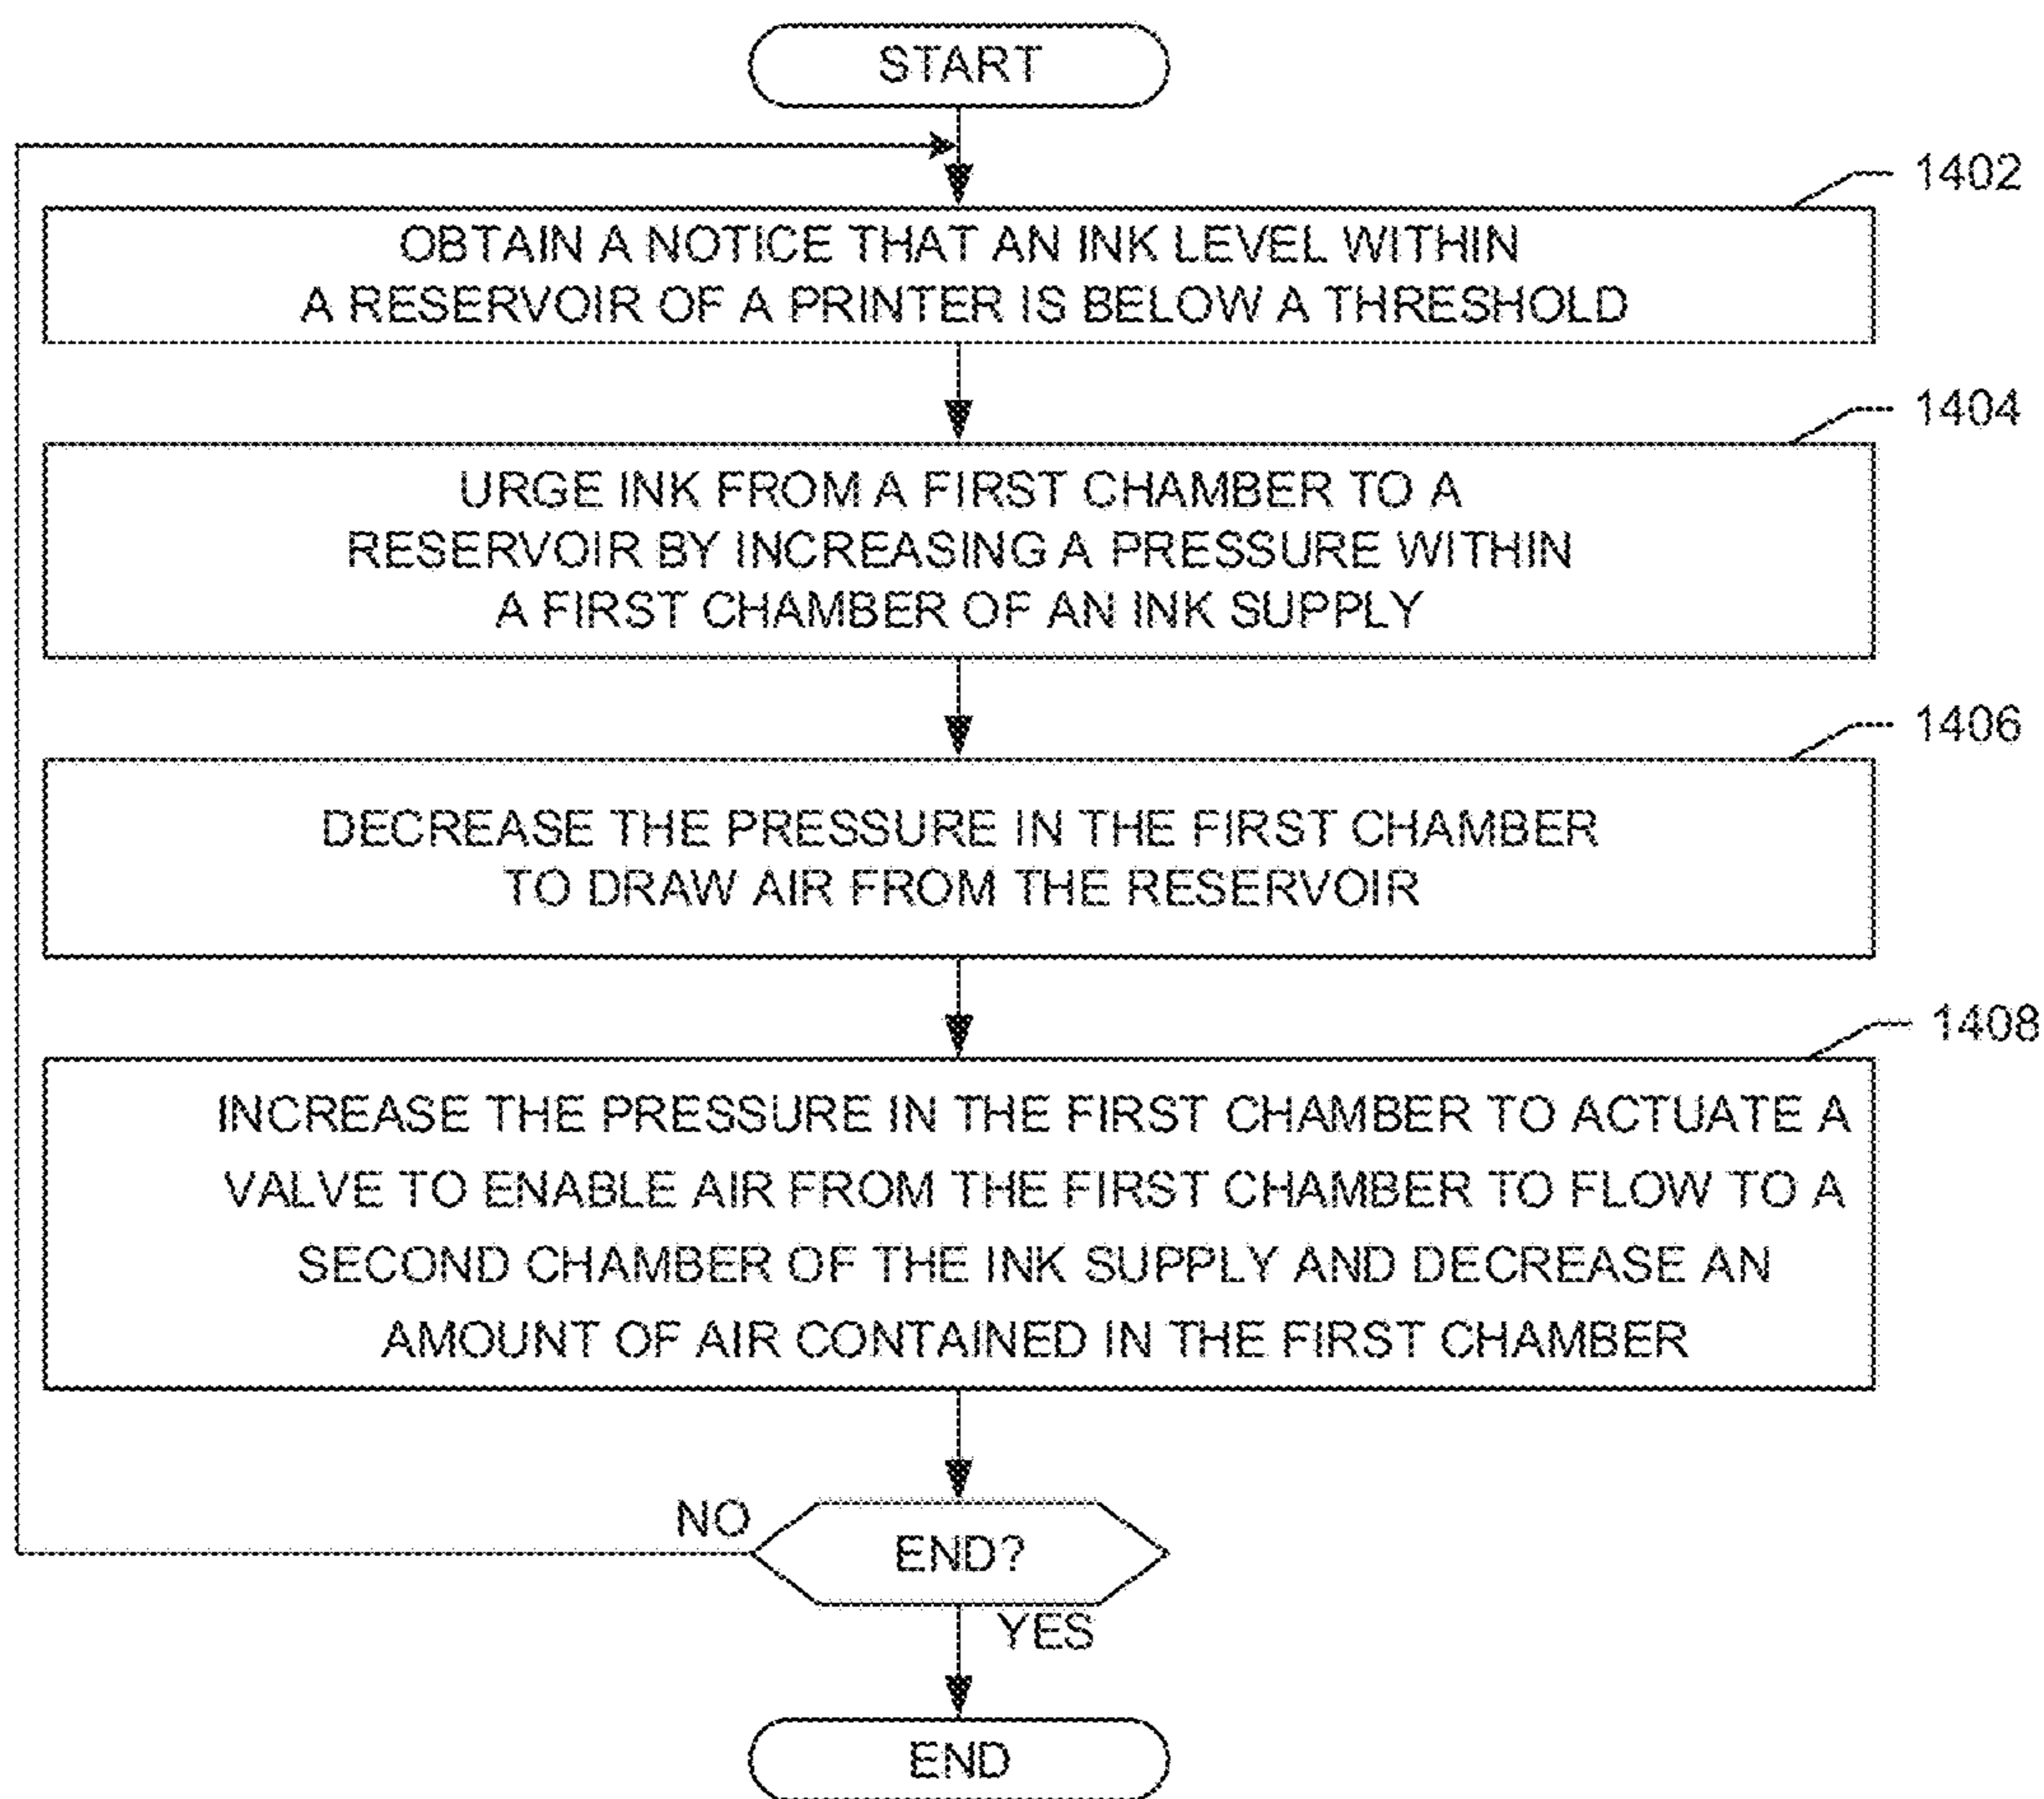 START
1402
OBTAIN A NOTICE THAT AN INK LEVEL WITHIN
A RESERVOIR OF A PRINTER IS BELOW A THRESHOLD
1404
URGE INK FROM A FIRST CHAMBER TO A
RESERVOIR BY INCREASING A PRESSURE WITHIN
A FIRST CHAMBER OF AN INK SUPPLY
1406
DECREASE THE PRESSURE IN THE FIRST CHAMBER
TO DRAW AIR FROM THE RESERVOIR
1408
INCREASE THE PRESSURE IN THE FIRST CHAMBER TO ACTUATE A
VALVE TO ENABLE AIR FROM THE FIRST CHAMBER TO FLOW TO A
SECOND CHAMBER OF THE INK SUPPLY AND DECREASE AN
AMOUNT OF AIR CONTAINED IN THE FIRST CHAMBER
NO
END?
YES
END